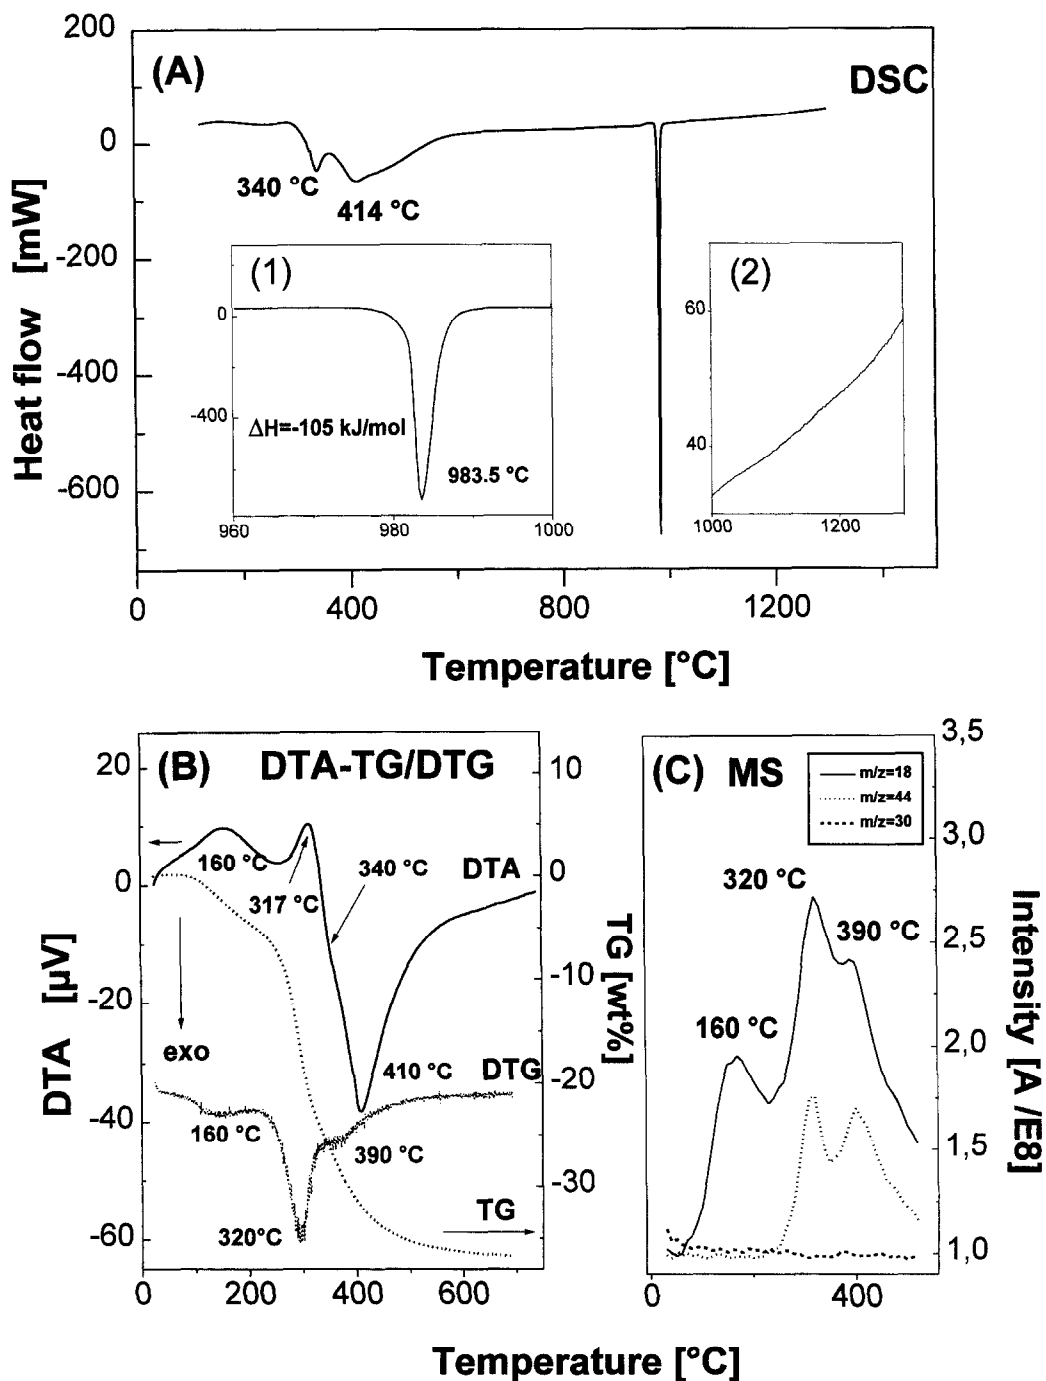 200
(A)
DSC
0
340 °C
414 °C
-200
(1)
(2)
0
60
-400
-400
ΔH=-105 kJ/mol
40
983.5 °C
-600
960
980
1000
1000
1200
0
400
800
1200
Heat flow [mW]
Temperature [°C]
20
(B)
DTA-TG/DTG
10
160 °C
340 °C
DTA
0
317 °C
0
-10
-20
exo
410 °C
DTG
-20
-40
160 °C
390 °C
-30
320°C
TG
-60
0
200
400
600
DTA [µV]
TG [wt%]
3,5
(C) MS
m/z=18
m/z=44
m/z=30
3,0
320 °C
390 °C
2,5
160 °C
2,0
1,5
1,0
0
400
Intensity [A /E8]
Temperature [°C]